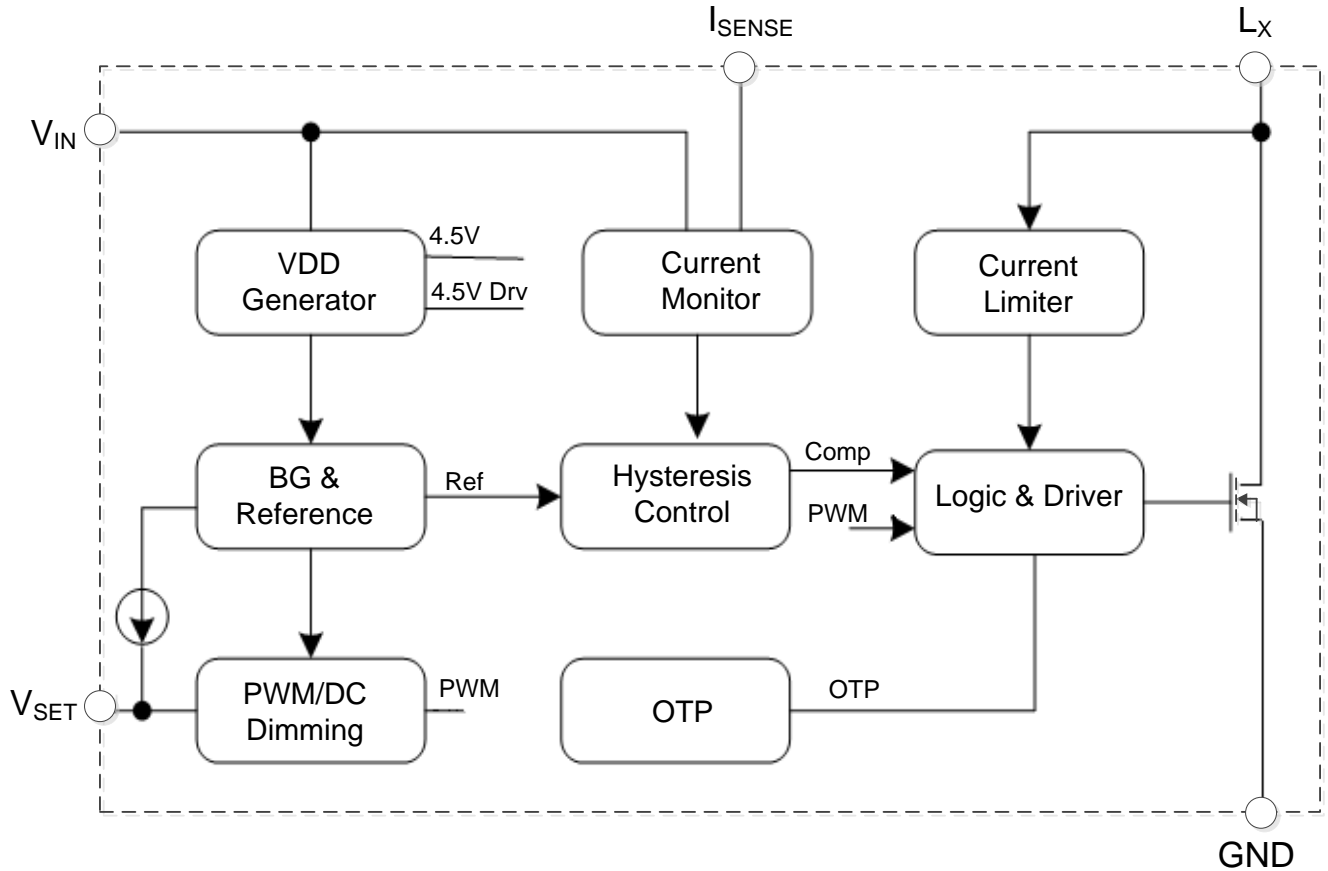 ISENSE
LX
VIN
VDD
Generator
4.5V
4.5V Drv
Current
Monitor
Current
Limiter
BG &
Reference
Ref
Hysteresis
Control
Comp
PWM
Logic & Driver
VSET
PWM/DC
Dimming
PWM
OTP
OTP
GND